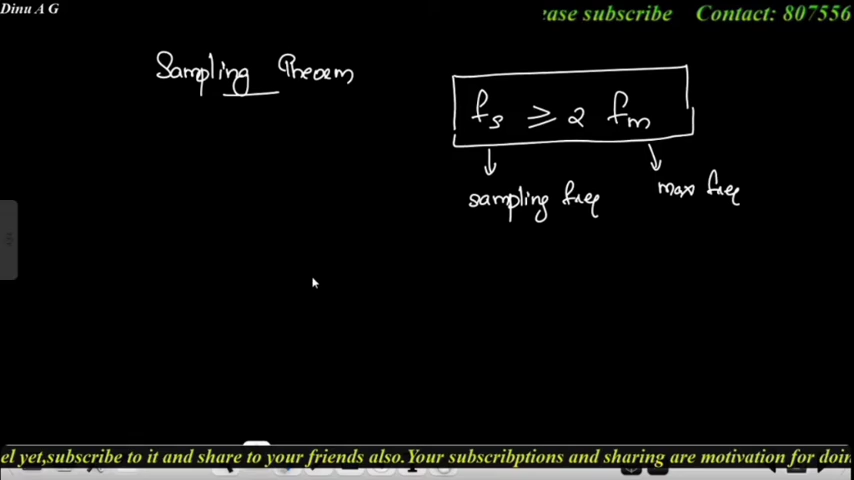 Dinu A G
ase subscribe Contact: 807556
Sampling Theorem
fs ≥ 2 fm
sampling freq
max freq
el yet,subscribe to it and share to your friends also.Your subscribptions and sharing are motivation for doin